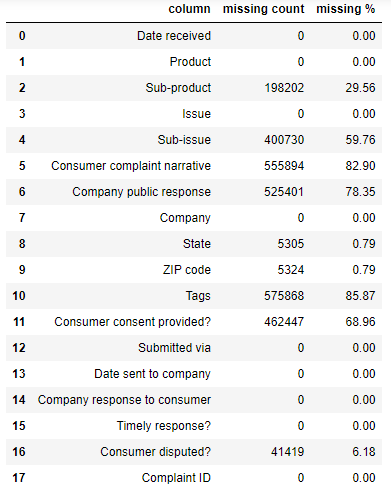 column missing count missing %
0 Date received 0 0.00
1 Product 0 0.00
2 Sub-product 198202 29.56
3 Issue 0 0.00
4 Sub-issue 400730 59.76
5 Consumer complaint narrative 555894 82.90
6 Company public response 525401 78.35
7 Company 0 0.00
8 State 5305 0.79
9 ZIP code 5324 0.79
10 Tags 575868 85.87
11 Consumer consent provided? 462447 68.96
12 Submitted via 0 0.00
13 Date sent to company 0 0.00
14 Company response to consumer 0 0.00
15 Timely response? 0 0.00
16 Consumer disputed? 41419 6.18
17 Complaint ID 0 0.00